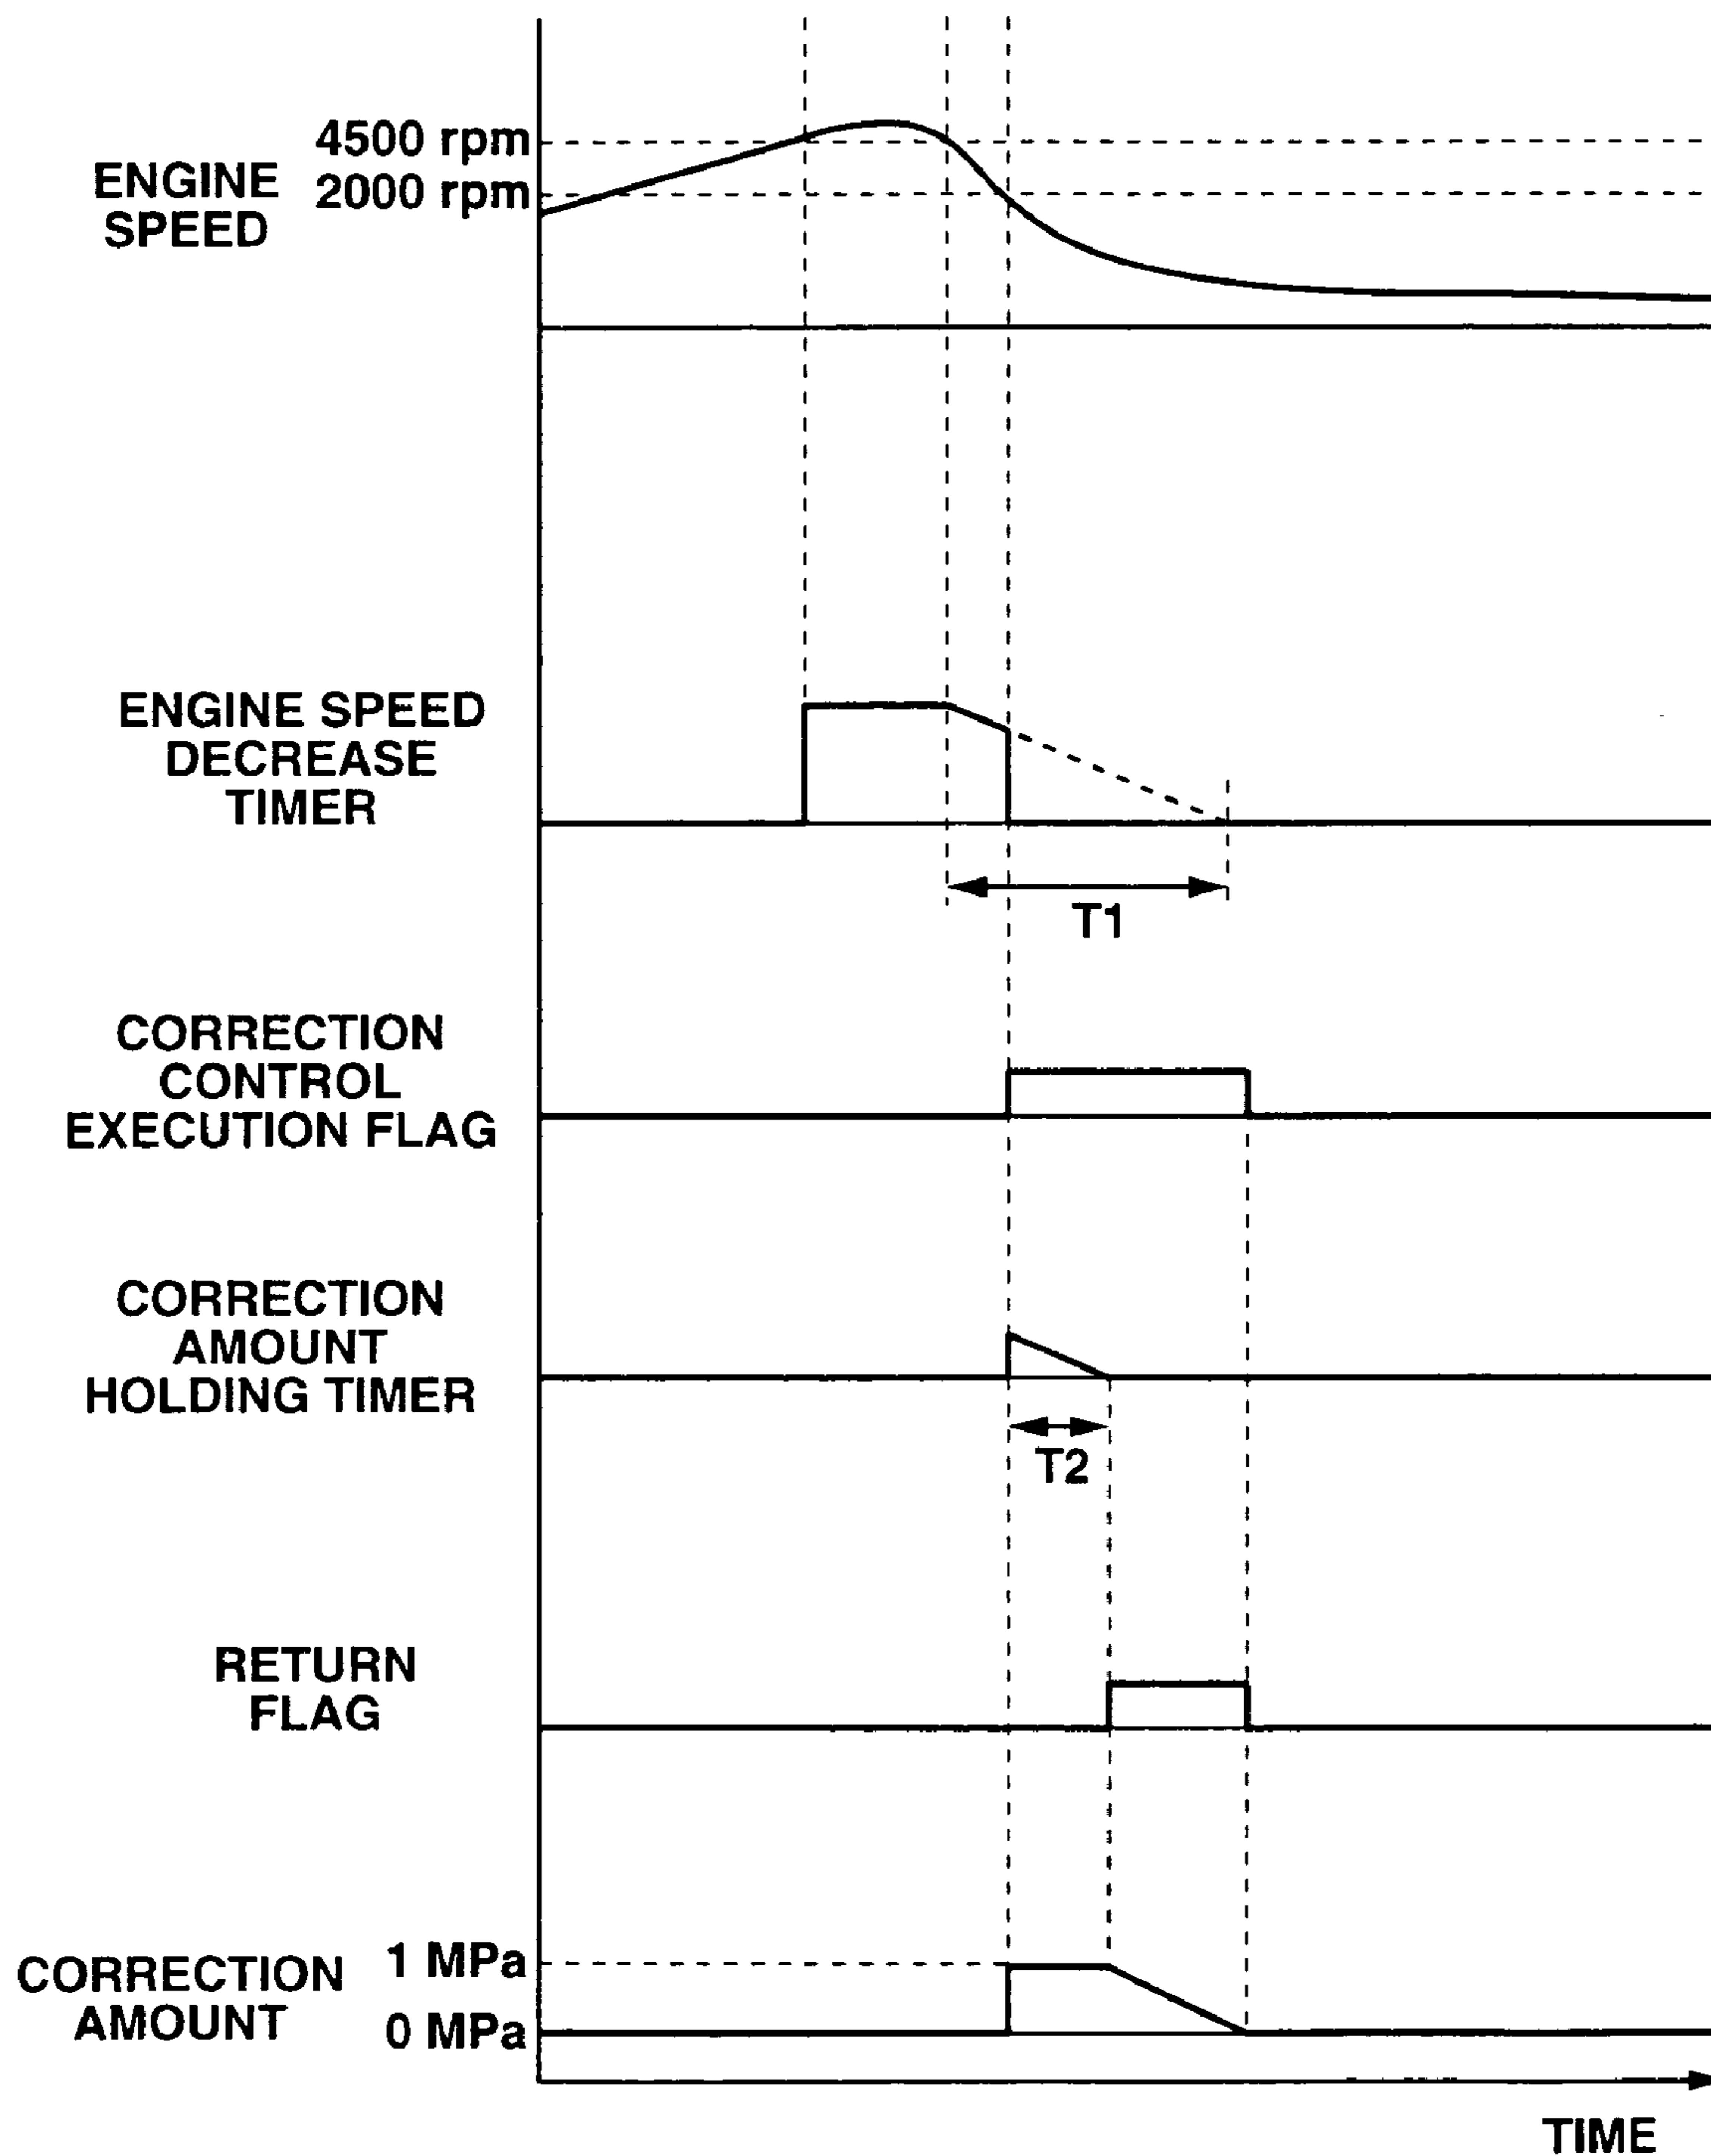 4500 rpm
2000 rpm
ENGINE
SPEED
ENGINE SPEED
DECREASE
TIMER
T1
CORRECTION
CONTROL
EXECUTION FLAG
CORRECTION
AMOUNT
HOLDING TIMER
T2
RETURN
FLAG
CORRECTION
AMOUNT
1 MPa
0 MPa
TIME